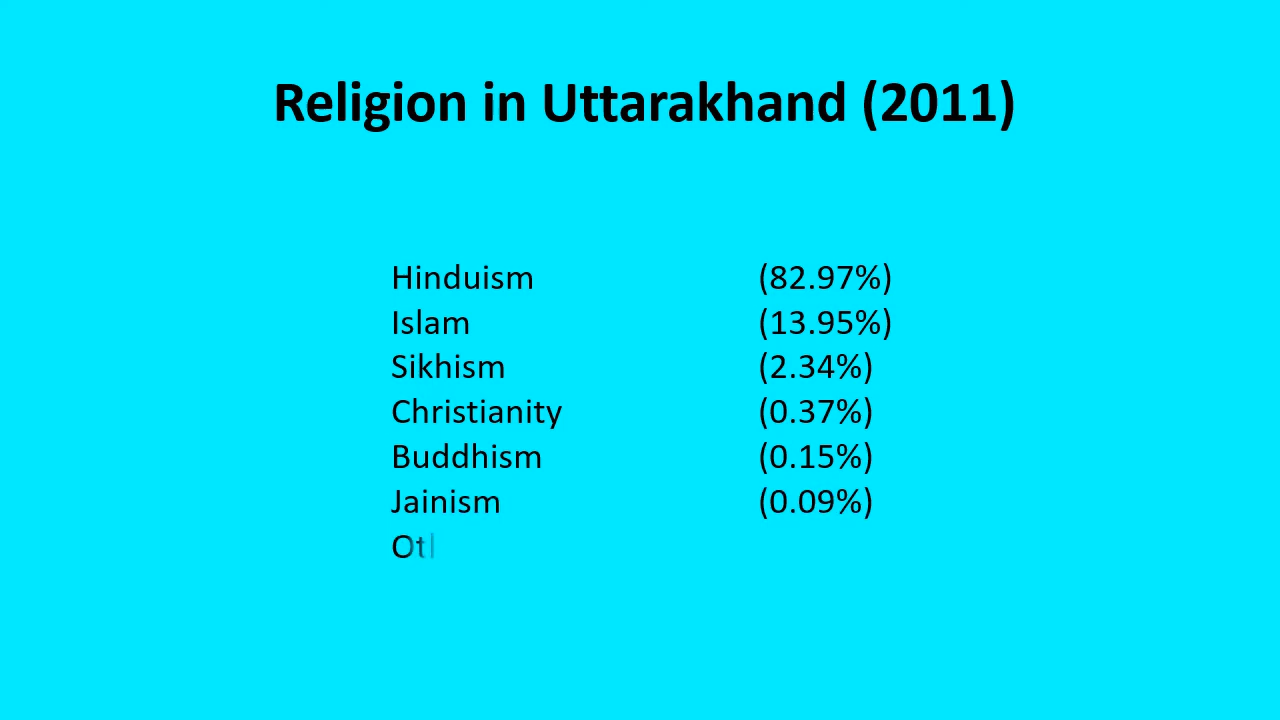 Religion in Uttarakhand (2011)
Hinduism (82.97%)
Islam (13.95%)
Sikhism (2.34%)
Christianity (0.37%)
Buddhism (0.15%)
Jainism (0.09%)